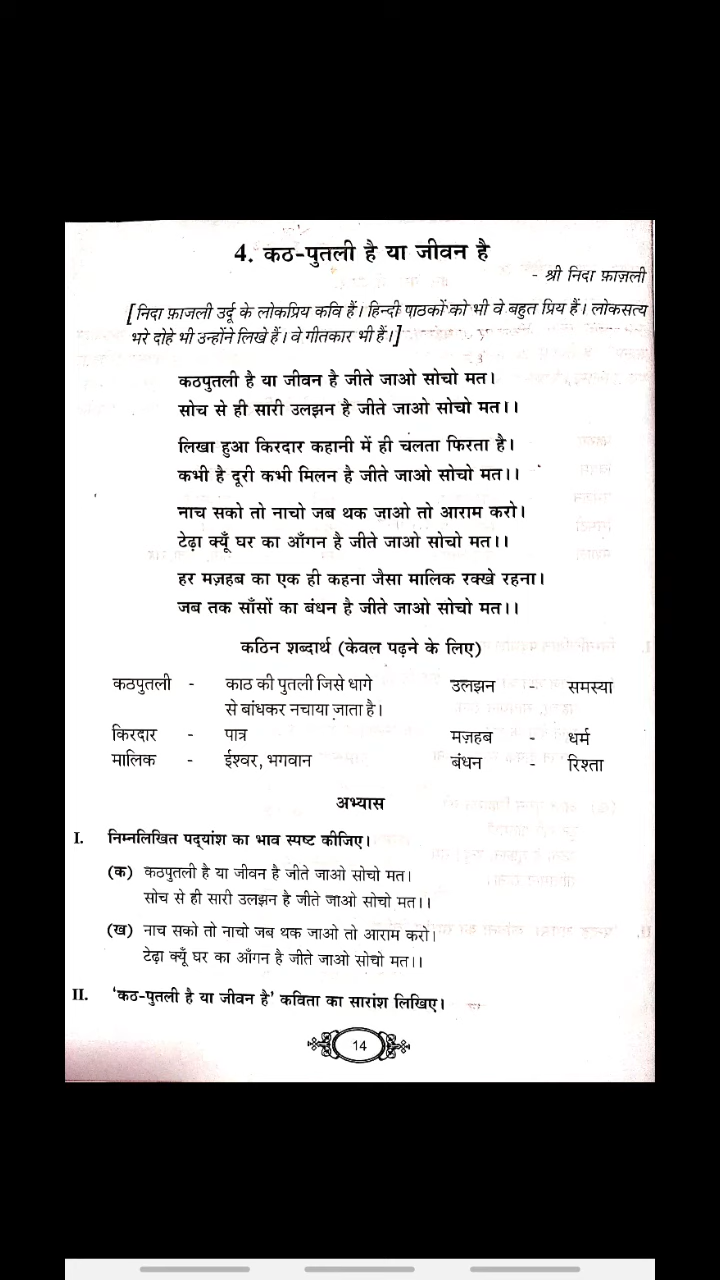 4. कठ-पुतली है या जीवन है
- श्री निदा फ़ाज़ली
[निदा फ़ाजली उर्दू के लोकप्रिय कवि हैं। हिन्दी पाठकों को भी वे बहुत प्रिय हैं। लोकसत्य
भरे दोहे भी उन्होंने लिखे हैं। वे गीतकार भी हैं।]
कठपुतली है या जीवन है जीते जाओ सोचो मत।
सोच से ही सारी उलझन है जीते जाओ सोचो मत।।
लिखा हुआ किरदार कहानी में ही चलता फिरता है।
कभी है दूरी कभी मिलन है जीते जाओ सोचो मत।।
नाच सको तो नाचो जब थक जाओ तो आराम करो।
टेढ़ा क्यूँ घर का आँगन है जीते जाओ सोचो मत।।
हर मज़हब का एक ही कहना जैसा मालिक रक्खे रहना।
जब तक साँसों का बंधन है जीते जाओ सोचो मत।।
कठिन शब्दार्थ (केवल पढ़ने के लिए)
कठपुतली - काठ की पुतली जिसे धागे उलझन - समस्या
से बांधकर नचाया जाता है।
किरदार - पात्र मज़हब - धर्म
मालिक - ईश्वर, भगवान बंधन - रिश्ता
अभ्यास
I. निम्नलिखित पद्यांश का भाव स्पष्ट कीजिए।
(क) कठपुतली है या जीवन है जीते जाओ सोचो मत।
सोच से ही सारी उलझन है जीते जाओ सोचो मत।।
(ख) नाच सको तो नाचो जब थक जाओ तो आराम करो।
टेढ़ा क्यूँ घर का आँगन है जीते जाओ सोचो मत।।
II. 'कठ-पुतली है या जीवन है' कविता का सारांश लिखिए।
14